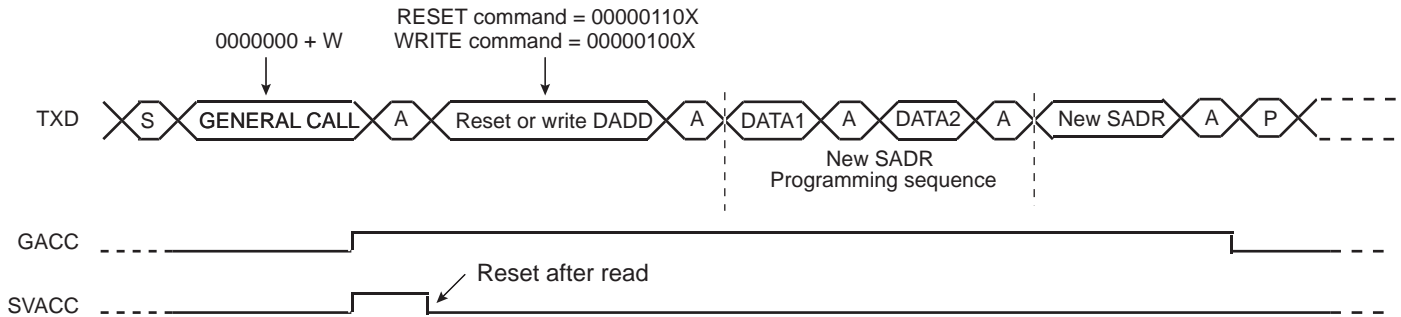 RESET command = 00000110X
0000000 + W
WRITE command = 00000100X
TXD
S
GENERAL CALL
A
Reset or write DADD
A
DATA1
A
DATA2
A
New SADR
A
P
New SADR
Programming sequence
GACC
Reset after read
SVACC